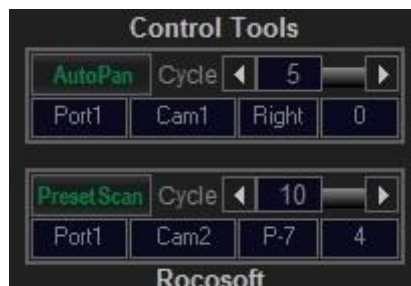 Control Tools
AutoPan Cycle 5
Port1 Cam1 Right 0
PresetScan Cycle 10
Port1 Cam2 P-7 4
Rocosoft